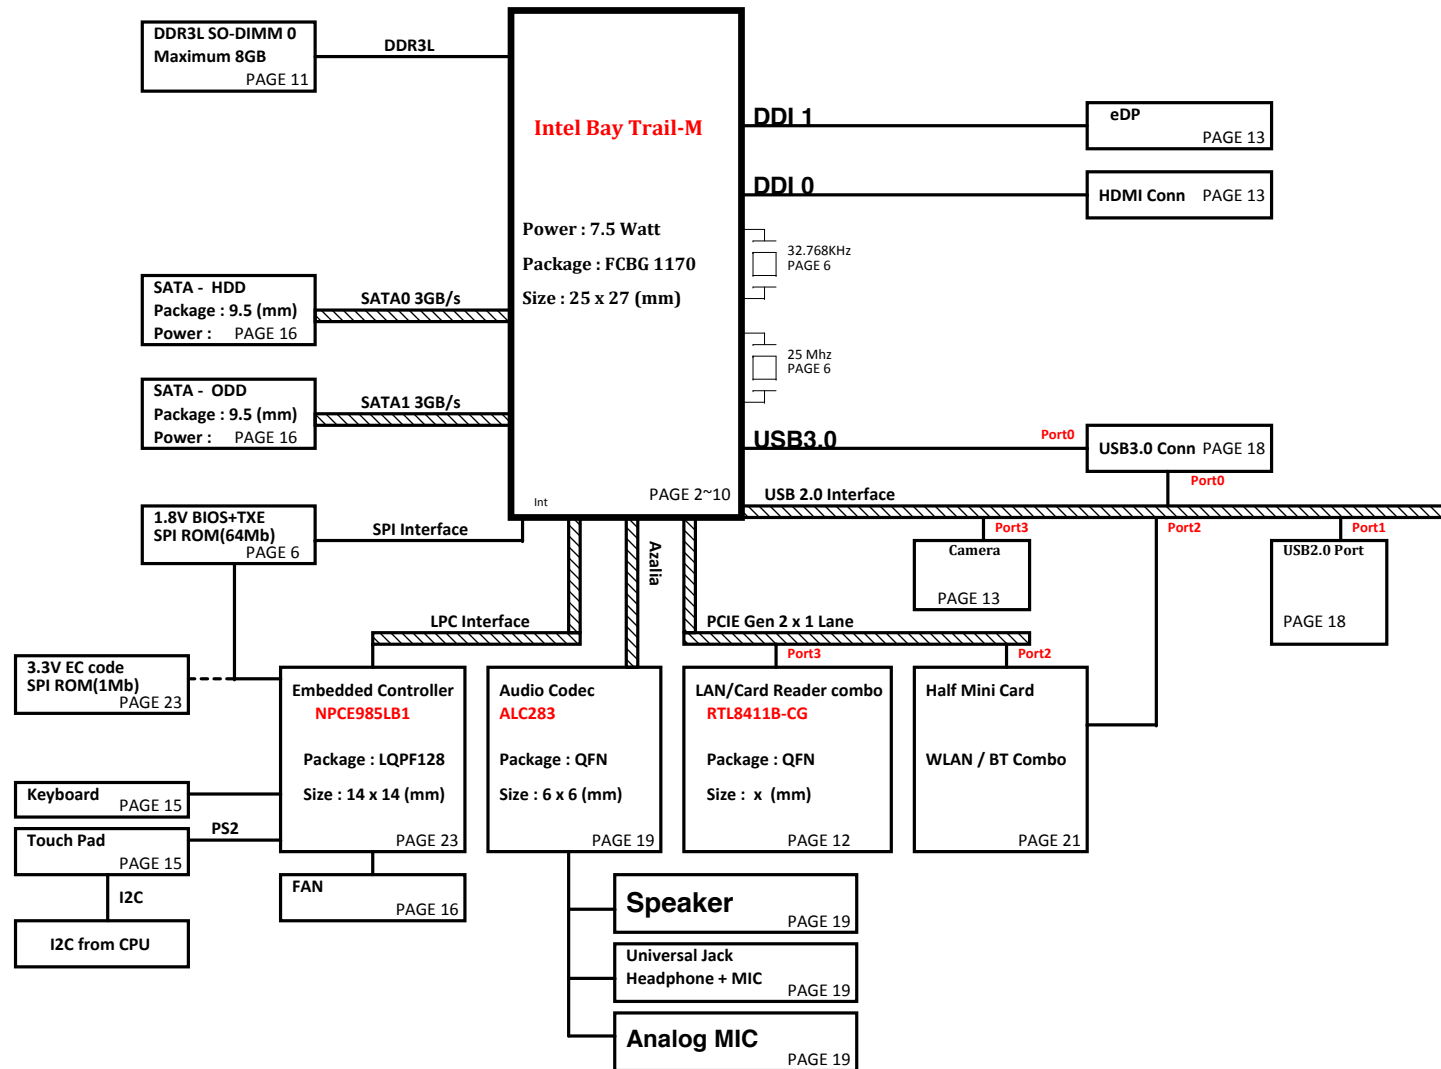 DDR3L SO-DIMM 0
Maximum 8GB
PAGE 11
DDR3L
Intel Bay Trail-M
Power : 7.5 Watt
Package : FCBG 1170
Size : 25 x 27 (mm)
PAGE 2~10
Int
DDI 1
eDP
PAGE 13
DDI 0
HDMI Conn PAGE 13
32.768KHz
PAGE 6
25 Mhz
PAGE 6
SATA - HDD
Package : 9.5 (mm)
Power : PAGE 16
SATA0 3GB/s
SATA - ODD
Package : 9.5 (mm)
Power : PAGE 16
SATA1 3GB/s
USB3.0
Port0
USB3.0 Conn PAGE 18
Port0
USB 2.0 Interface
Port3
Port2
Port1
Camera
PAGE 13
USB2.0 Port
PAGE 18
1.8V BIOS+TXE
SPI ROM(64Mb)
PAGE 6
SPI Interface
Azalia
LPC Interface
PCIE Gen 2 x 1 Lane
Port3
Port2
3.3V EC code
SPI ROM(1Mb)
PAGE 23
Embedded Controller
NPCE985LB1
Package : LQPF128
Size : 14 x 14 (mm)
PAGE 23
Audio Codec
ALC283
Package : QFN
Size : 6 x 6 (mm)
PAGE 19
LAN/Card Reader combo
RTL8411B-CG
Package : QFN
Size : x (mm)
PAGE 12
Half Mini Card
WLAN / BT Combo
PAGE 21
Keyboard
PAGE 15
PS2
Touch Pad
PAGE 15
I2C
I2C from CPU
FAN
PAGE 16
Speaker
PAGE 19
Universal Jack
Headphone + MIC
PAGE 19
Analog MIC
PAGE 19